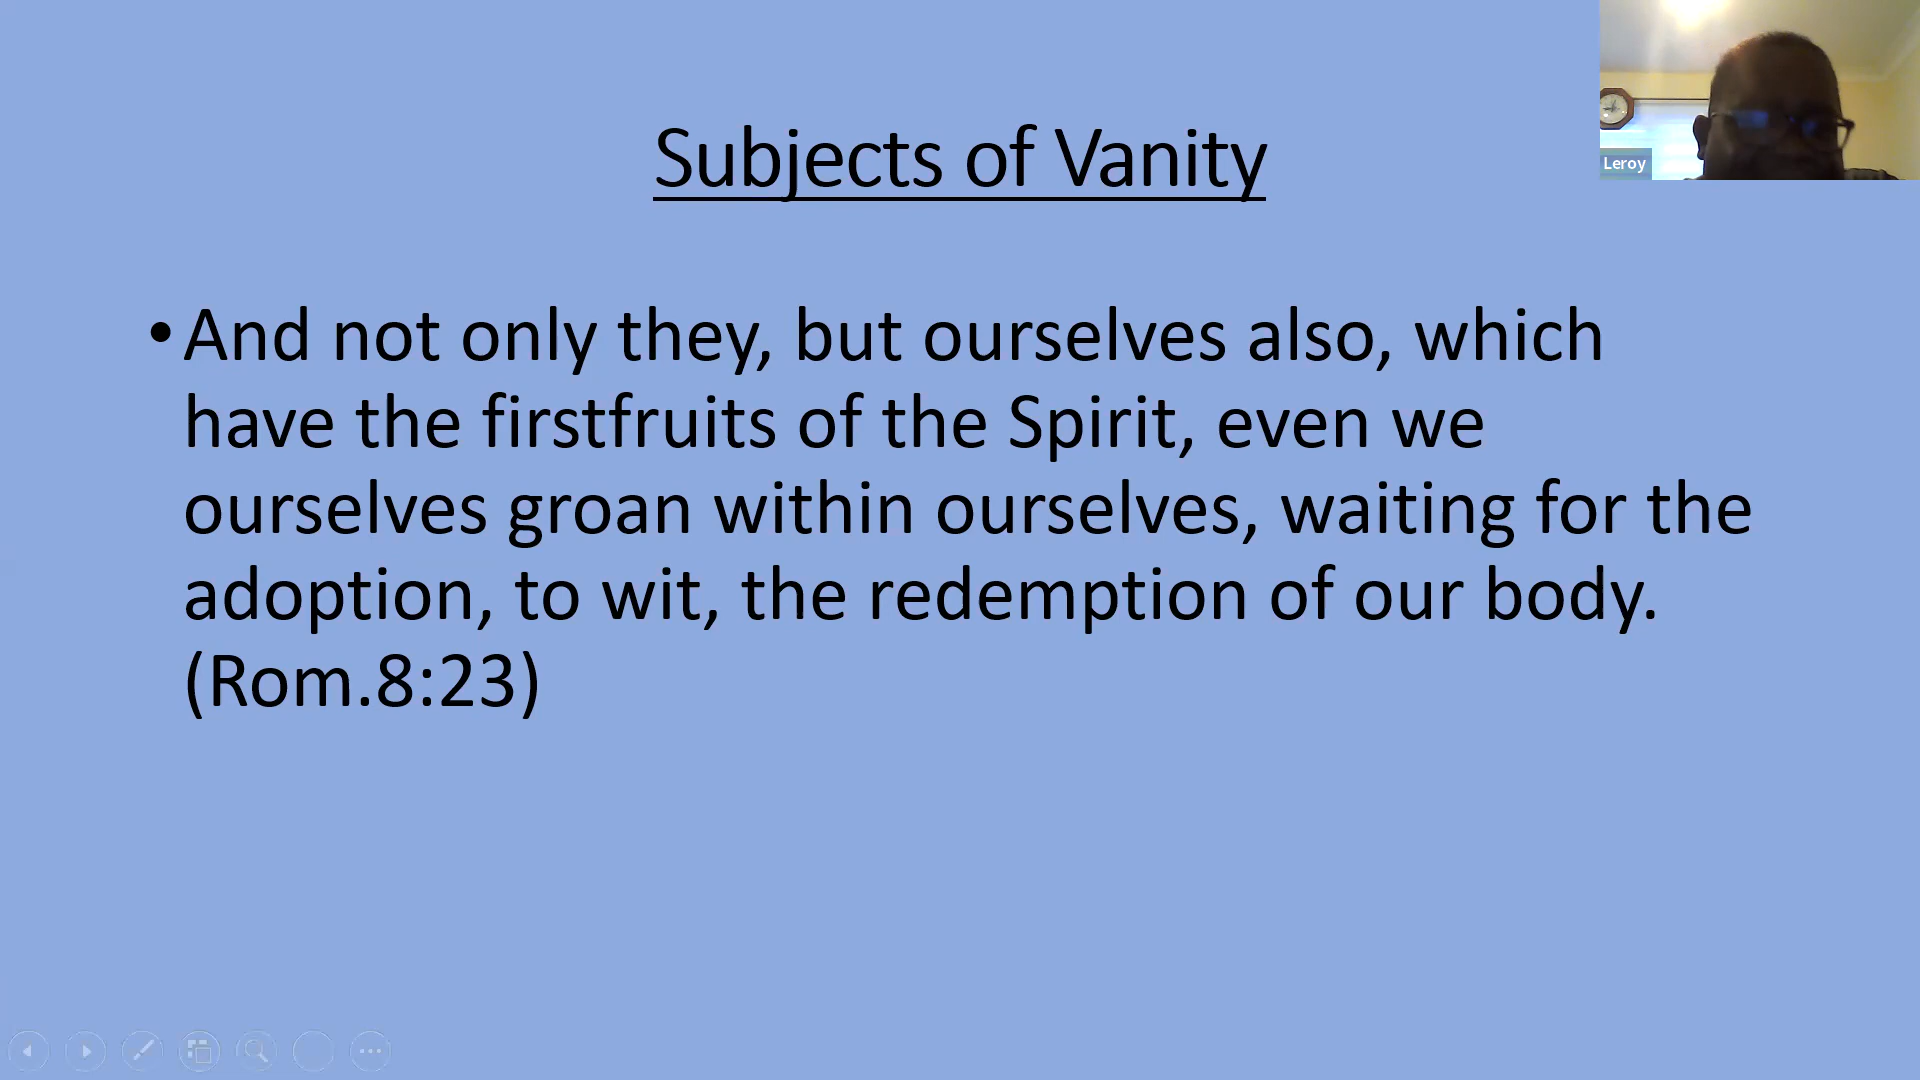 Subjects of Vanity
Leroy
•And not only they, but ourselves also, which
have the firstfruits of the Spirit, even we
ourselves groan within ourselves, waiting for the
adoption, to wit, the redemption of our body.
(Rom.8:23)